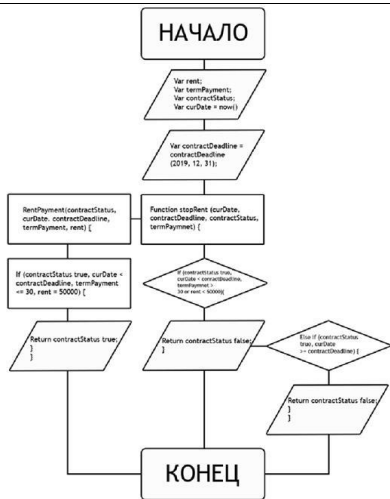 НАЧАЛО
Var rent;
Var termPayment;
Var contractStatus;
Var curDate = now()
Var contractDeadline =
contractDeadline
(2019, 12, 31);
RentPayment(contractStatus,
curDate. contractDeadline,
termPayment, rent) {
Function stopRent (curDate,
contractDeadline, contractStatus,
termPaymnet) {
If (contractStatus true, curDate <
contractDeadline, termPayment
<= 30, rent = 50000) {
If (contractStatus true,
curDate < contractDeadline,
termPaymnet >
30 or rent < 50000){
Return contractStatus true;
}
}
Return contractStatus false;
}
Else if (contractStatus
true, curDate
>= contractDeadline) {
Return contractStatus false;
}
}
КОНЕЦ